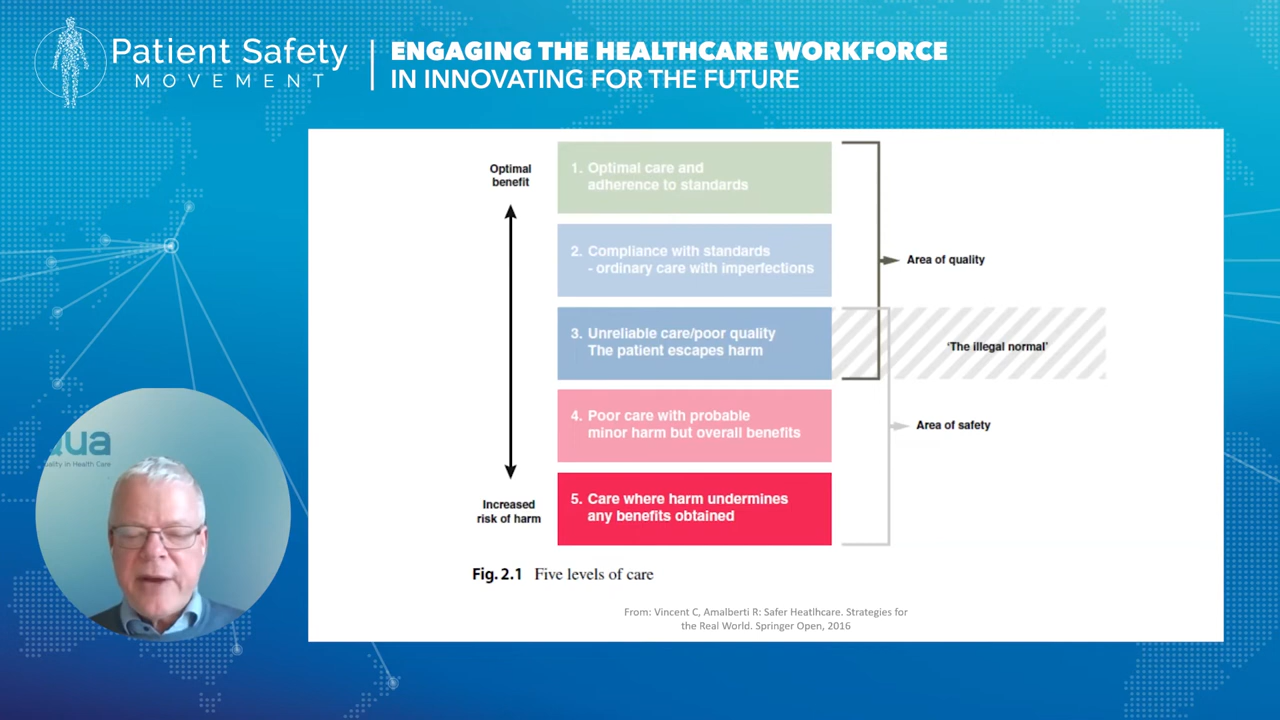 Patient Safety
MOVEMENT
ENGAGING THE HEALTHCARE WORKFORCE
IN INNOVATING FOR THE FUTURE
Optimal
benefit
1. Optimal care and
adherence to standards
2. Compliance with standards
- ordinary care with imperfections
Area of quality
3. Unreliable care/poor quality
The patient escapes harm
'The illegal normal'
4. Poor care with probable
minor harm but overall benefits
Area of safety
Increased
risk of harm
5. Care where harm undermines
any benefits obtained
Fig. 2.1 Five levels of care
From: Vincent C, Amalberti R: Safer Heatlhcare. Strategies for
the Real World. Springer Open, 2016
in Health Care